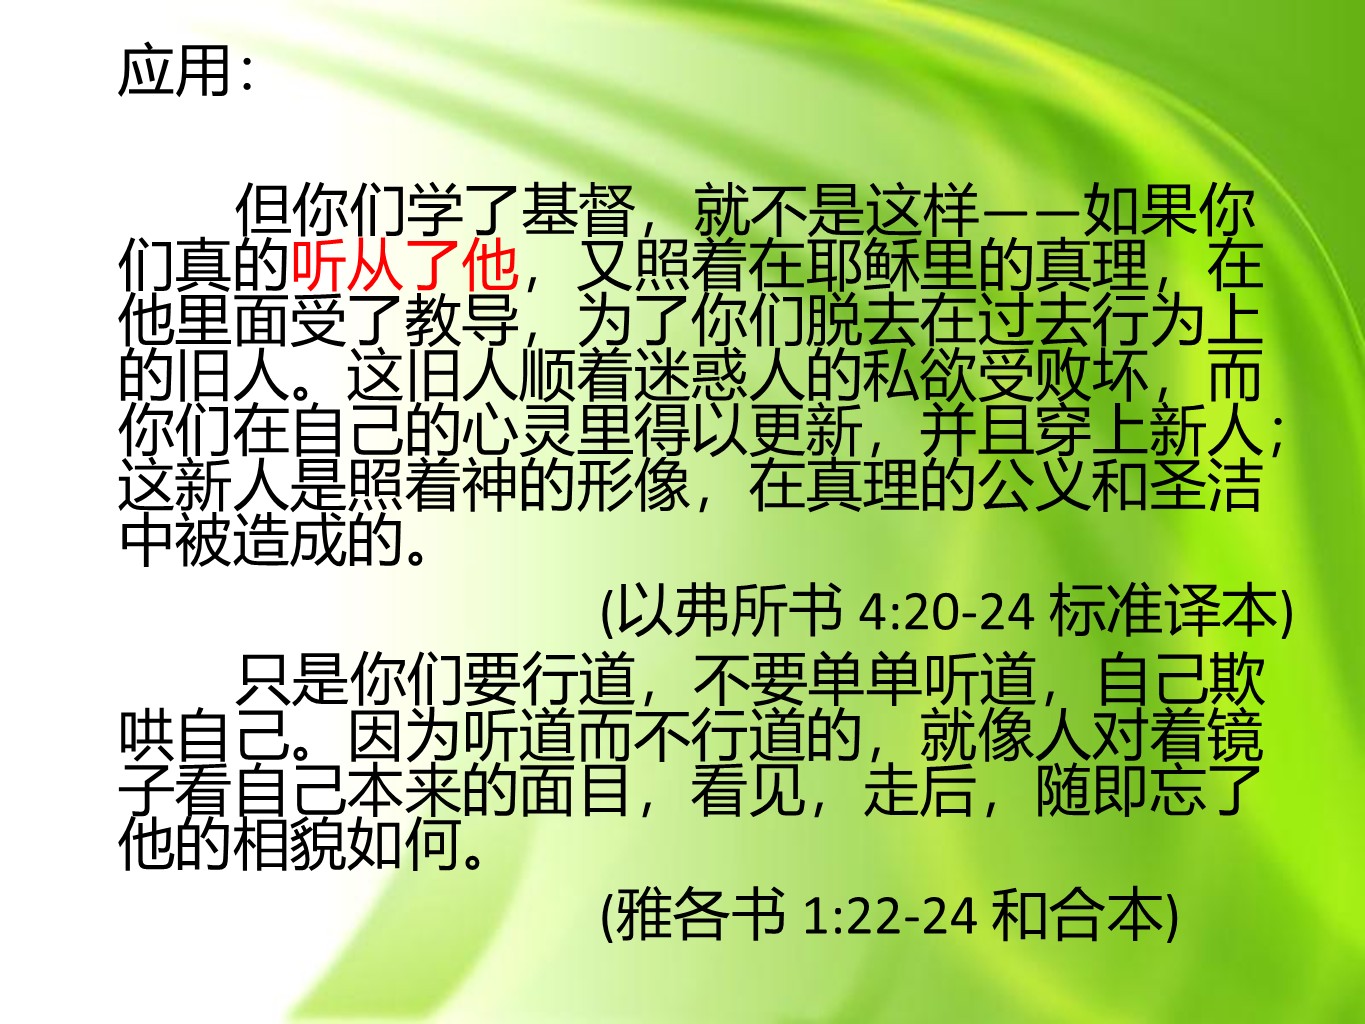 应用：
但你们学了基督，就不是这样——如果你
们真的听从了他，又照着在耶稣里的真理，在
他里面受了教导，为了你们脱去在过去行为上
的旧人。这旧人顺着迷惑人的私欲受败坏，而
你们在自己的心灵里得以更新，并且穿上新人；
这新人是照着神的形像，在真理的公义和圣洁
中被造成的。
(以弗所书 4:20-24 标准译本)
只是你们要行道，不要单单听道，自己欺
哄自己。因为听道而不行道的，就像人对着镜
子看自己本来的面目，看见，走后，随即忘了
他的相貌如何。
(雅各书 1:22-24 和合本)